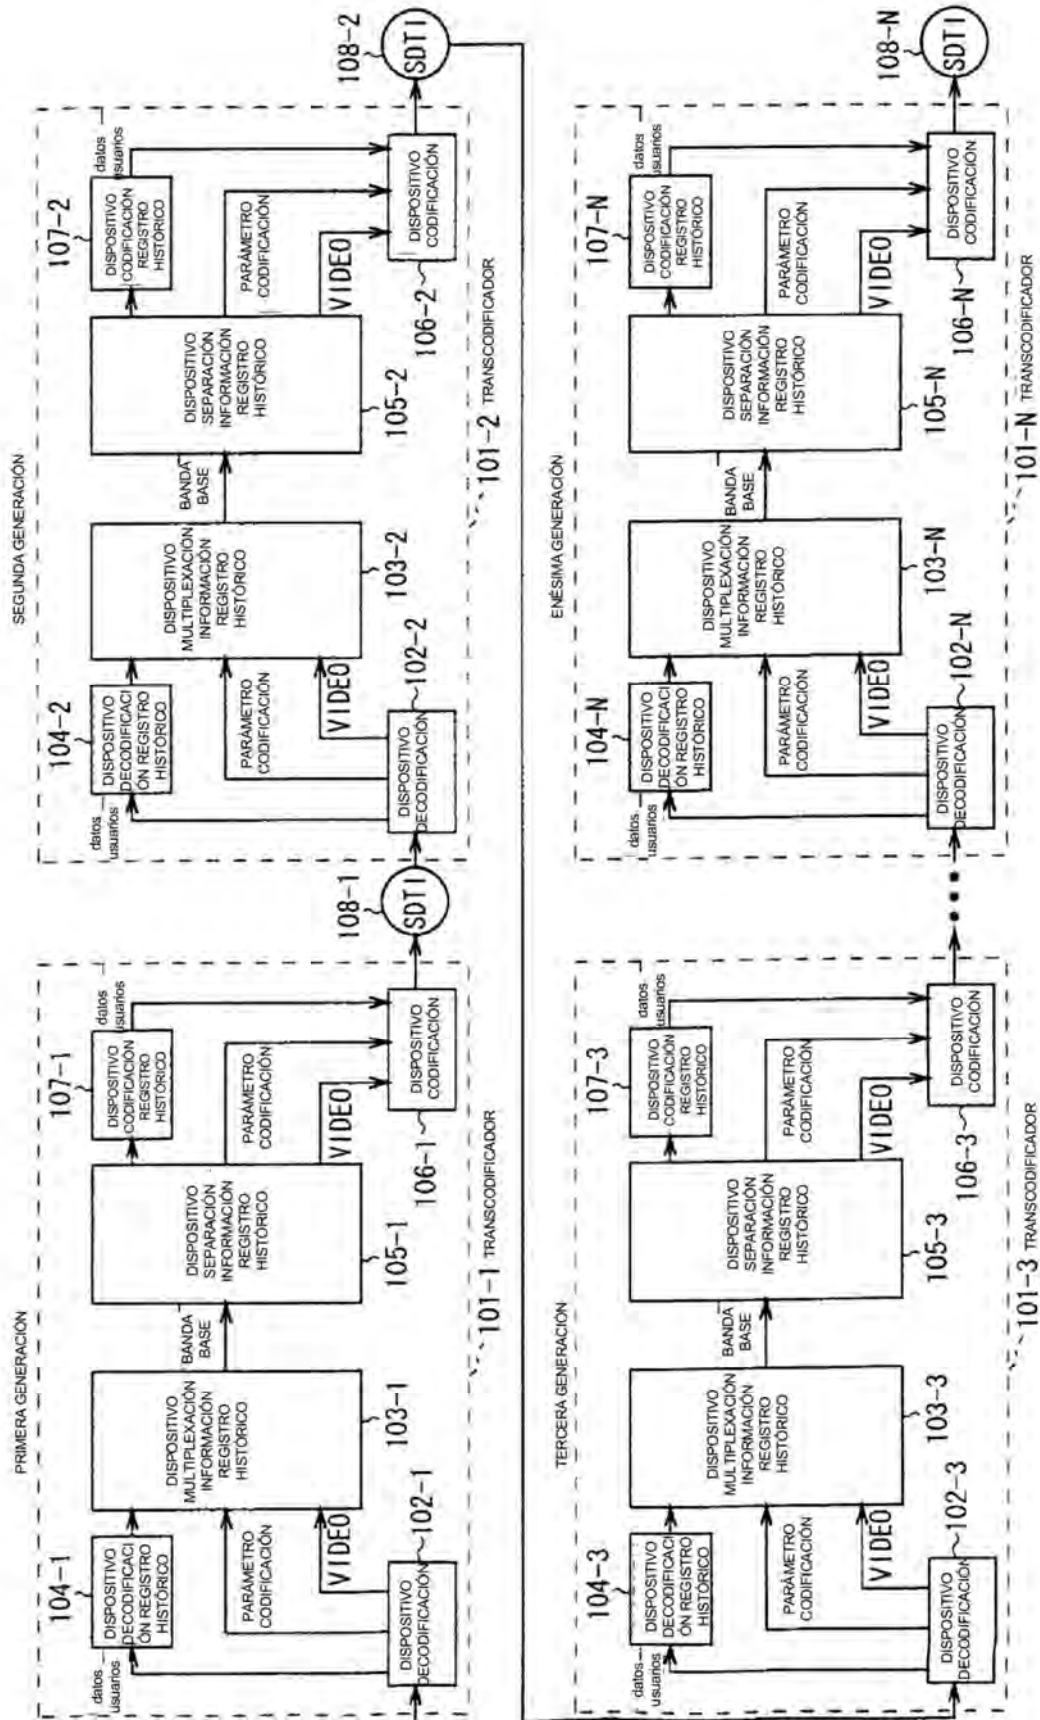 PRIMERA GENERACIÓN
104-1
datos
usuarios
DISPOSITIVO
DECODIFICACI
ÓN REGISTRO
HISTÓRICO
PARÁMETRO
CODIFICACIÓN
VIDEO
DISPOSITIVO
DECODIFICACIÓN
102-1
DISPOSITIVO
MULTIPLEXACIÓN
INFORMACIÓN
REGISTRO
HISTÓRICO
103-1
BANDA
BASE
DISPOSITIVO
SEPARACIÓN
INFORMACIÓN
REGISTRO
HISTÓRICO
105-1
107-1
DISPOSITIVO
CODIFICACIÓN
REGISTRO
HISTÓRICO
datos
usuarios
PARÁMETRO
CODIFICACIÓN
VIDEO
DISPOSITIVO
CODIFICACIÓN
106-1
101-1 TRANSCODIFICADOR
108-1
SDTI
SEGUNDA GENERACIÓN
104-2
datos
usuarios
DISPOSITIVO
DECODIFICACI
ÓN REGISTRO
HISTÓRICO
PARÁMETRO
CODIFICACIÓN
VIDEO
DISPOSITIVO
DECODIFICACIÓN
102-2
DISPOSITIVO
MULTIPLEXACION
INFORMACIÓN
REGISTRO
HISTÓRICO
103-2
BANDA
BASE
DISPOSITIVO
SEPARACIÓN
INFORMACIÓN
REGISTRO
HISTÓRICO
105-2
107-2
DISPOSITIVO
CODIFICACIÓN
REGISTRO
HISTÓRICO
datos
usuarios
PARÁMETRO
CODIFICACIÓN
VIDEO
DISPOSITIVO
CODIFICACIÓN
106-2
101-2 TRANSCODIFICADOR
108-2
SDTI
TERCERA GENERACIÓN
104-3
datos
usuarios
DISPOSITIVO
DECODIFICACI
ÓN REGISTRO
HISTÓRICO
PARÁMETRO
CODIFICACIÓN
VIDEO
DISPOSITIVO
DECODIFICACIÓN
102-3
DISPOSITIVO
MULTIPLEXACIÓN
INFORMACIÓN
REGISTRO
HISTÓRICO
103-3
BANDA
BASE
DISPOSITIVO
SEPARACIÓN
INFORMACIÓN
REGISTRO
HISTÓRICO
105-3
107-3
DISPOSITIVO
CODIFICACIÓN
REGISTRO
HISTÓRICO
datos
usuarios
PARÁMETRO
CODIFICACIÓN
VIDEO
DISPOSITIVO
CODIFICACIÓN
106-3
101-3 TRANSCODIFICADOR
ENÉSIMA GENERACIÓN
104-N
datos
usuarios
DISPOSITIVO
DECODIFICACI
ÓN REGISTRO
HISTÓRICO
PARÁMETRO
CODIFICACIÓN
VIDEO
DISPOSITIVO
DECODIFICACIÓN
102-N
DISPOSITIVO
MULTIPLEXACIÓN
INFORMACIÓN
REGISTRO
HISTÓRICO
103-N
BANDA
BASE
DISPOSITIVO
SEPARACIÓN
INFORMACIÓN
REGISTRO
HISTÓRICO
105-N
107-N
DISPOSITIVO
CODIFICACIÓN
REGISTRO
HISTÓRICO
datos
usuarios
PARÁMETRO
CODIFICACIÓN
VIDEO
DISPOSITIVO
CODIFICACIÓN
106-N
101-N TRANSCODIFICADOR
108-N
SDTI